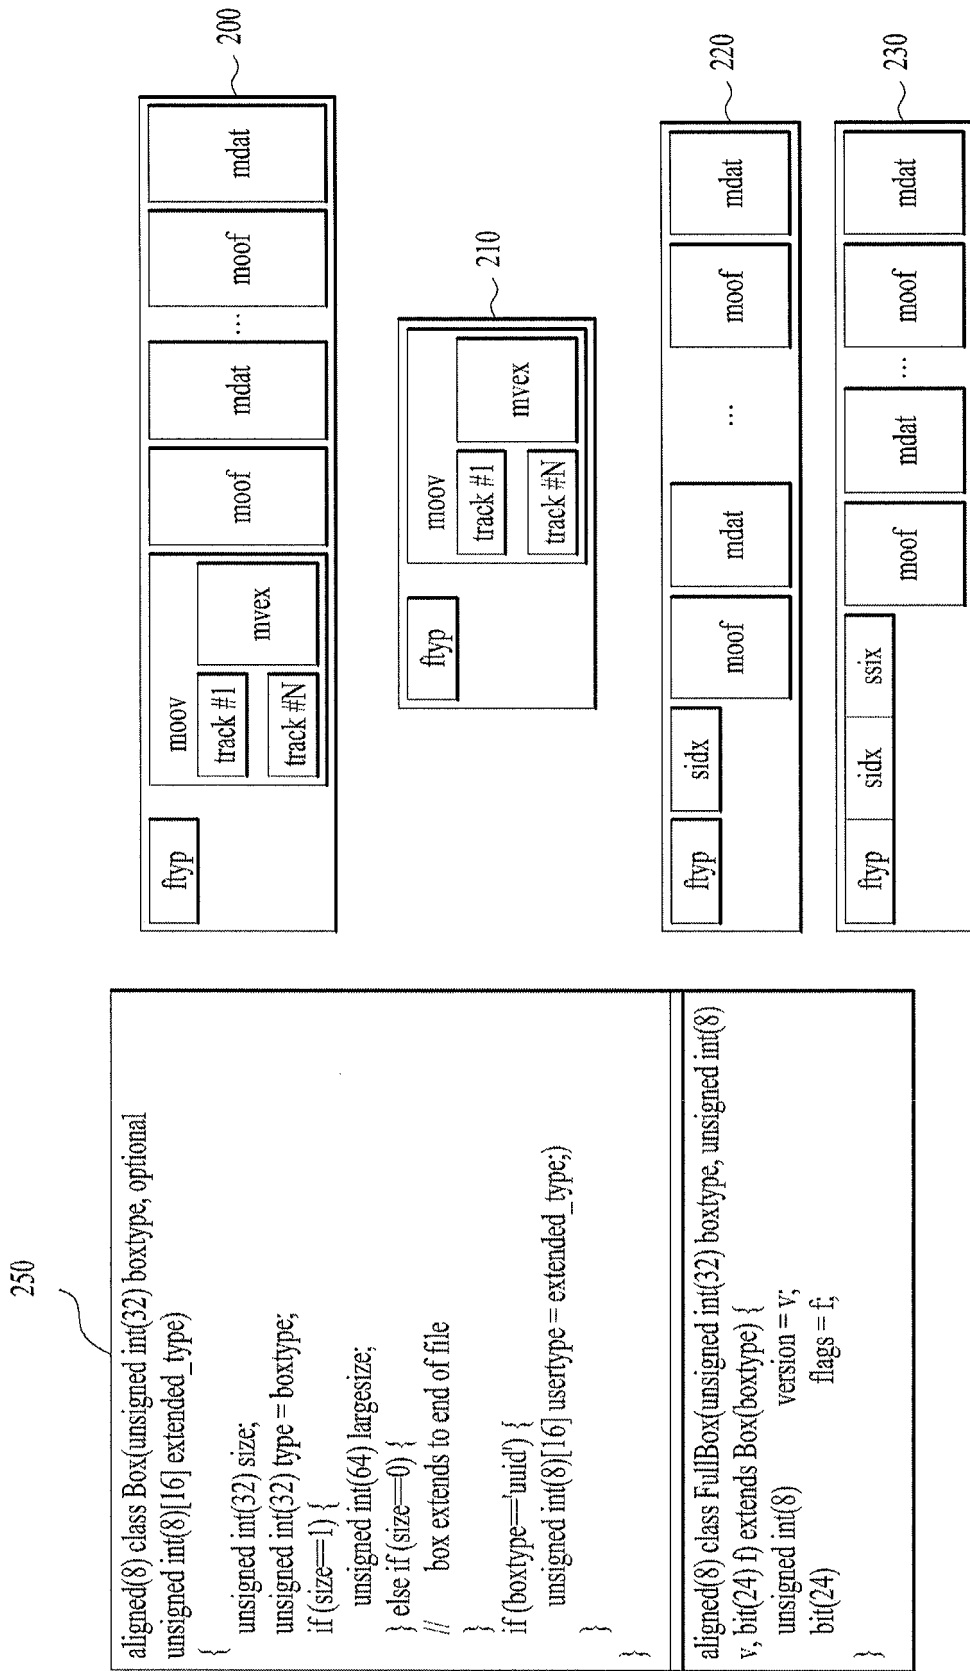 250
aligned(8) class Box(unsigned int(32) boxtype, optional
unsigned int(8)[16] extended_type)
{
unsigned int(32) size;
unsigned int(32) type = boxtype;
if (size==1) {
unsigned int(64) largesize;
} else if (size==0) {
// box extends to end of file
}
if (boxtype=='uuid') {
unsigned int(8)[16] usertype = extended_type;)
}
}
aligned(8) class FullBox(unsigned int(32) boxtype, unsigned int(8)
v, bit(24) f) extends Box(boxtype) {
unsigned int(8) version = v;
bit(24) flags = f;
}
200
ftyp
moov
track #1
track #N
mvex
moof
mdat
...
moof
mdat
210
ftyp
moov
track #1
track #N
mvex
220
ftyp
sidx
moof
mdat
...
moof
mdat
230
ftyp
sidx
ssix
moof
mdat
...
moof
mdat